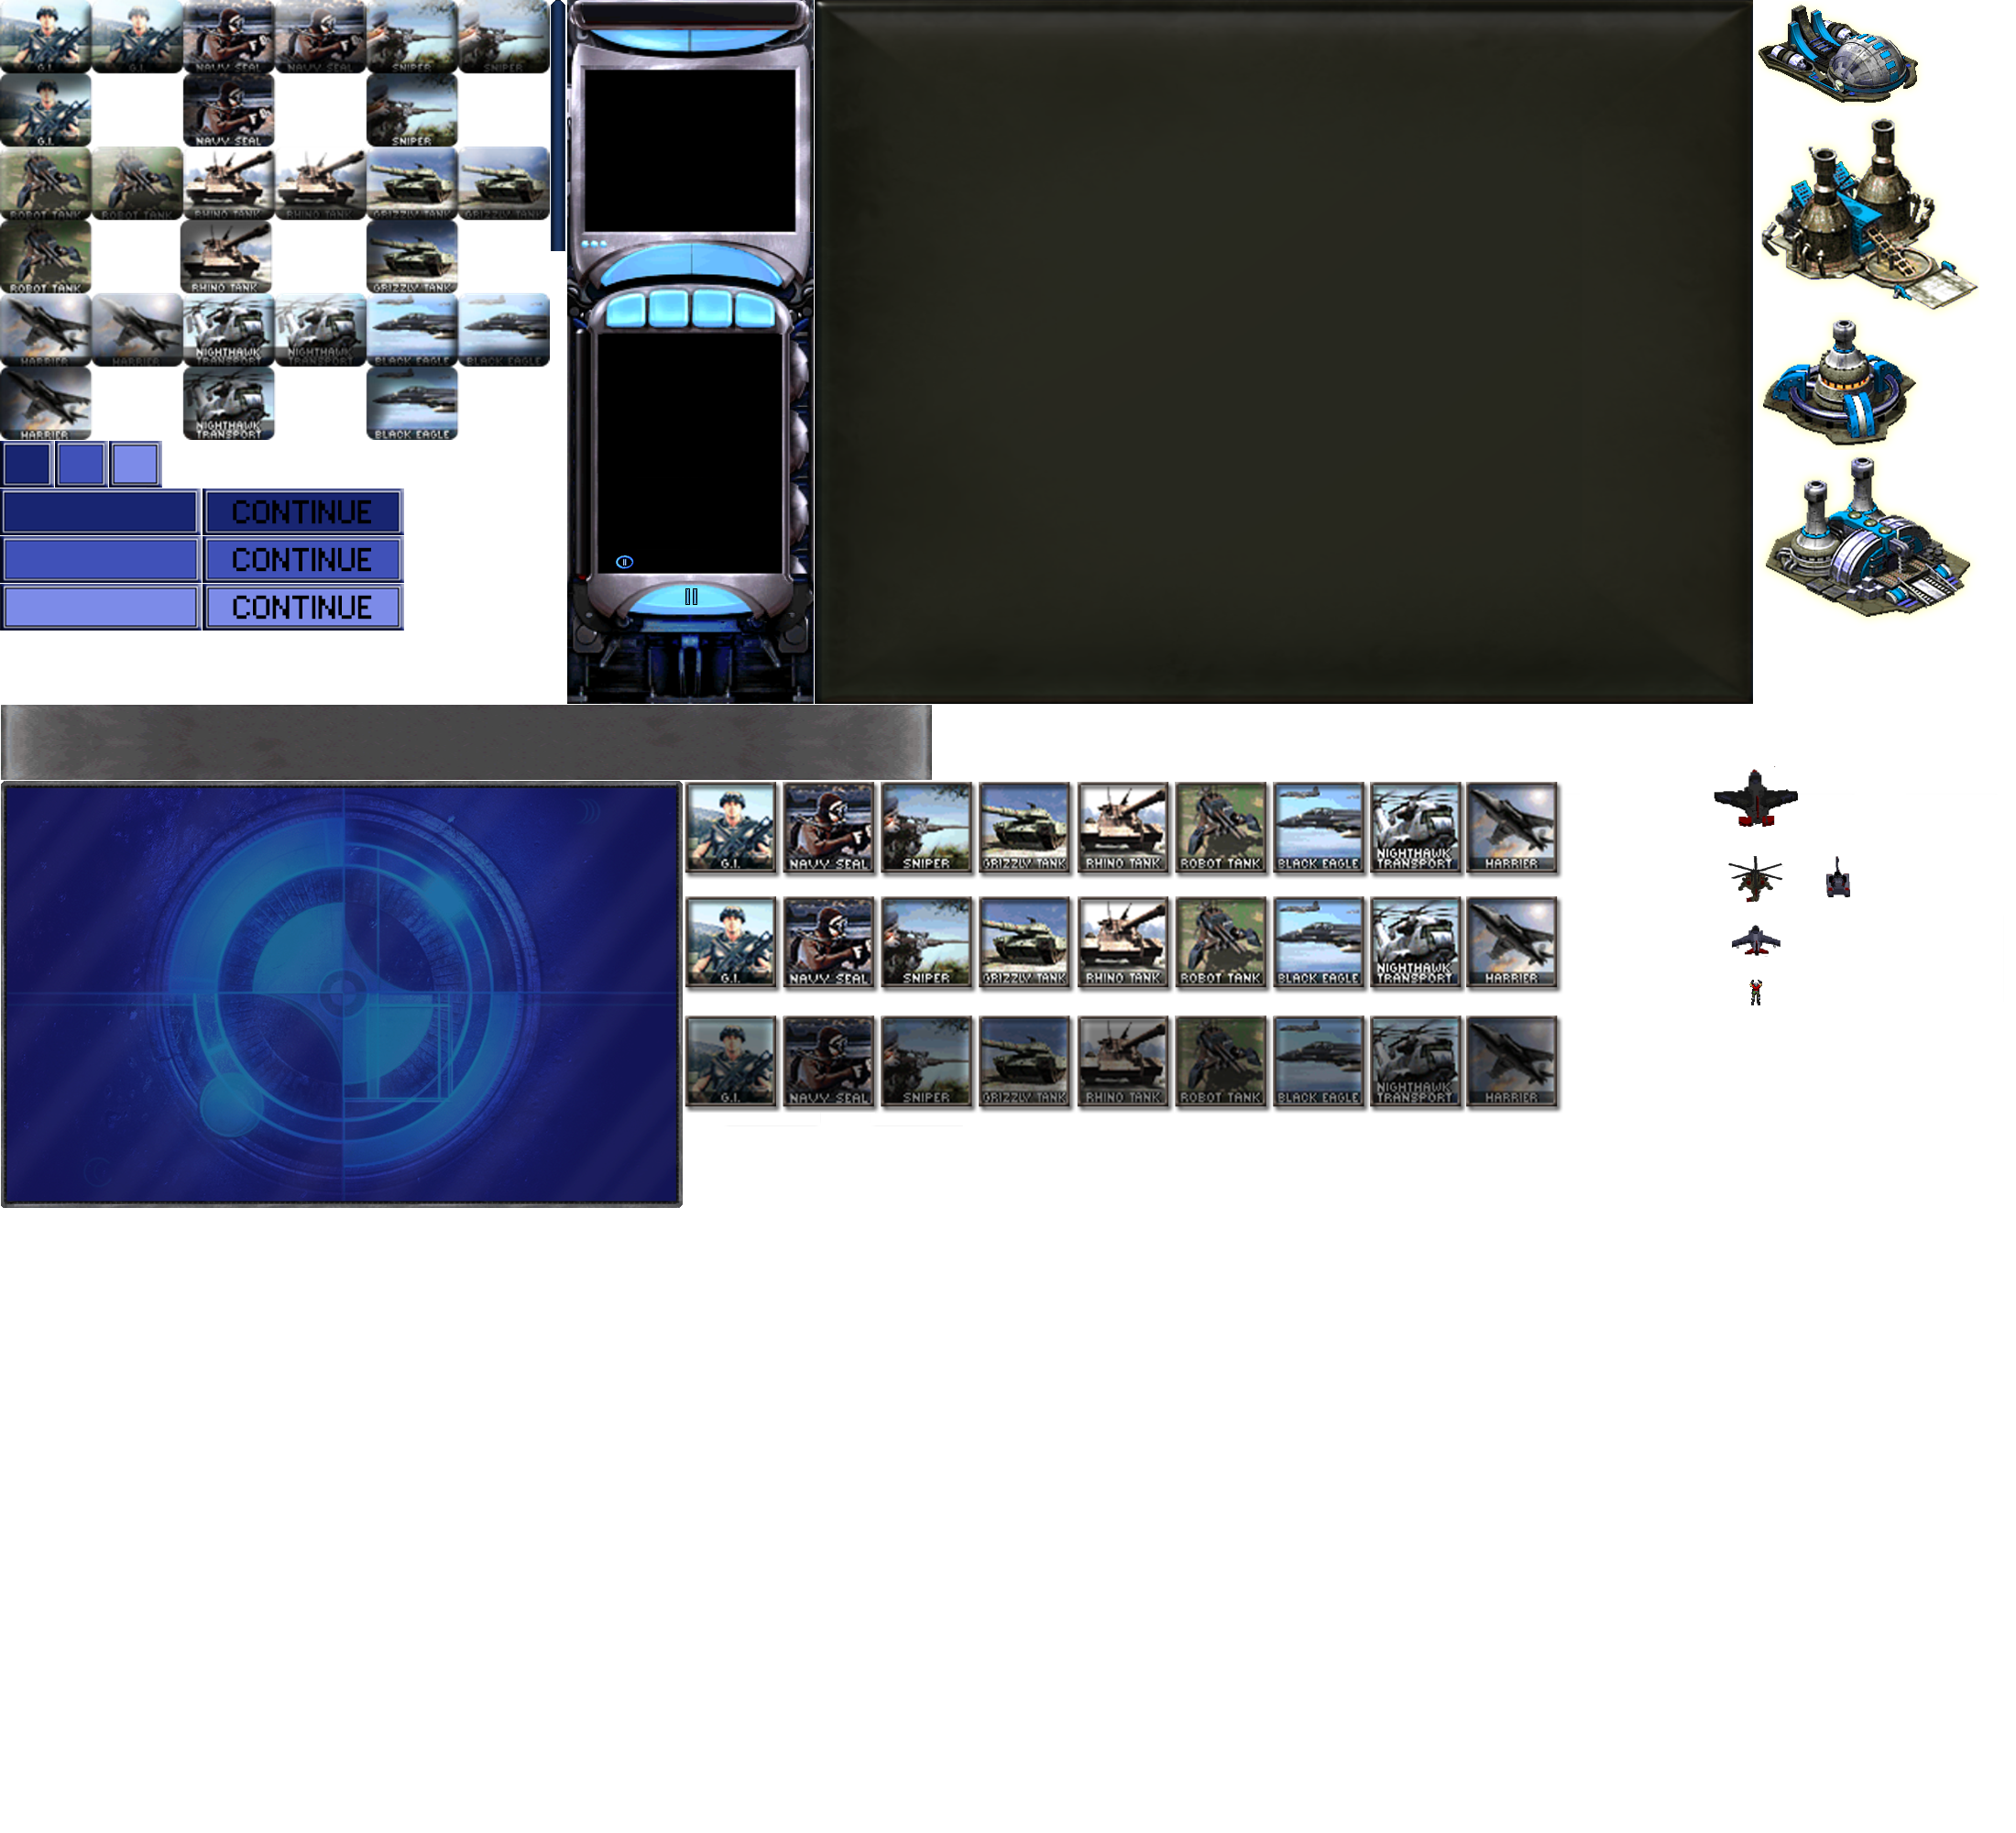 G.I. G.I. NAVY SEAL NAVY SEAL SNIPER SNIPER
G.I. NAVY SEAL SNIPER
ROBOT TANK ROBOT TANK RHINO TANK RHINO TANK GRIZZLY TANK GRIZZLY TANK
ROBOT TANK RHINO TANK GRIZZLY TANK
HARRIER HARRIER NIGHTHAWK TRANSPORT NIGHTHAWK TRANSPORT BLACK EAGLE BLACK EAGLE
HARRIER NIGHTHAWK TRANSPORT BLACK EAGLE
CONTINUE
CONTINUE
CONTINUE
G.I. NAVY SEAL SNIPER GRIZZLY TANK RHINO TANK ROBOT TANK BLACK EAGLE NIGHTHAWK TRANSPORT HARRIER
G.I. NAVY SEAL SNIPER GRIZZLY TANK RHINO TANK ROBOT TANK BLACK EAGLE NIGHTHAWK TRANSPORT HARRIER
G.I. NAVY SEAL SNIPER GRIZZLY TANK RHINO TANK ROBOT TANK BLACK EAGLE NIGHTHAWK TRANSPORT HARRIER